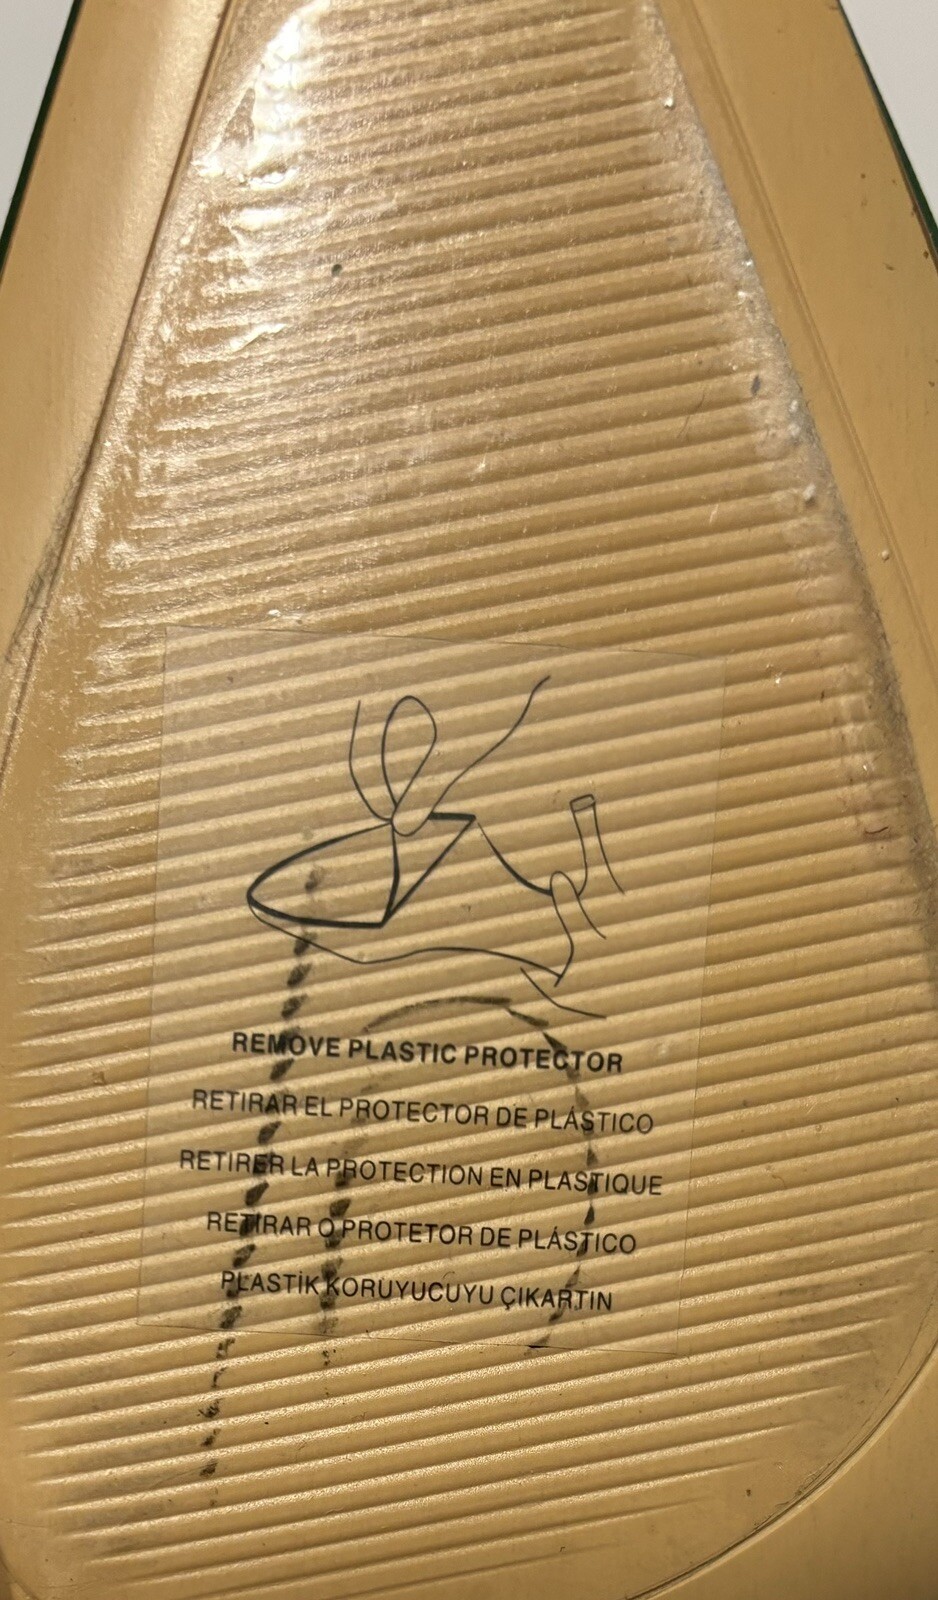 REMOVE PLASTIC PROTECTOR
RETIRAR EL PROTECTOR DE PLÁSTICO
RETIRER LA PROTECTION EN PLASTIQUE
RETIRAR O PROTETOR DE PLÁSTICO
PLASTİK KORUYUCUYU ÇIKARTIN